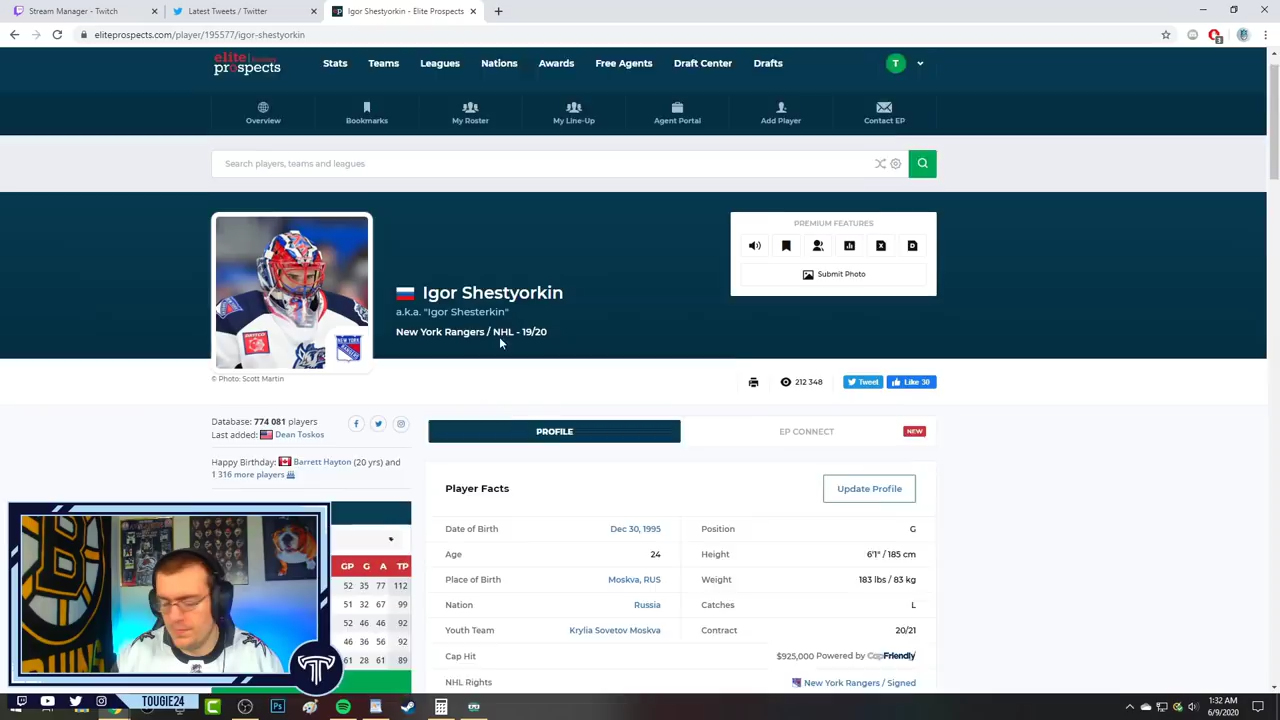 Stream Manager - Twitch
Latest Tweets / Twitter
Igor Shestyorkin - Elite Prospects
eliteprospects.com/player/195577/igor-shestyorkin
3
elite
prospects
Stats
Teams
Leagues
Nations
Awards
Free Agents
Draft Center
Drafts
T
Overview
Bookmarks
My Roster
My Line-Up
Agent Portal
Add Player
Contact EP
Search players, teams and leagues
PREMIUM FEATURES
Submit Photo
Igor Shestyorkin
a.k.a. "Igor Shesterkin"
New York Rangers / NHL - 19/20
NEW YORK
© Photo: Scott Martin
212 348
Tweet
Like 30
Database: 774 081 players
Last added: Dean Toskos
Happy Birthday: Barrett Hayton (20 yrs) and
1 316 more players
PROFILE
EP CONNECT
NEW
Player Facts
Update Profile
Date of Birth Dec 30, 1995
Position G
Age 24
Height 6'1" / 185 cm
Place of Birth Moskva, RUS
Weight 183 lbs / 83 kg
Nation Russia
Catches L
Youth Team Krylia Sovetov Moskva
Contract 20/21
Cap Hit
$925,000 Powered by CapFriendly
NHL Rights
New York Rangers / Signed
GP G A TP
52 35 77 112
51 32 67 99
52 46 46 92
46 36 56 92
61 28 61 89
TOUGIE24
1:32 AM
6/9/2020